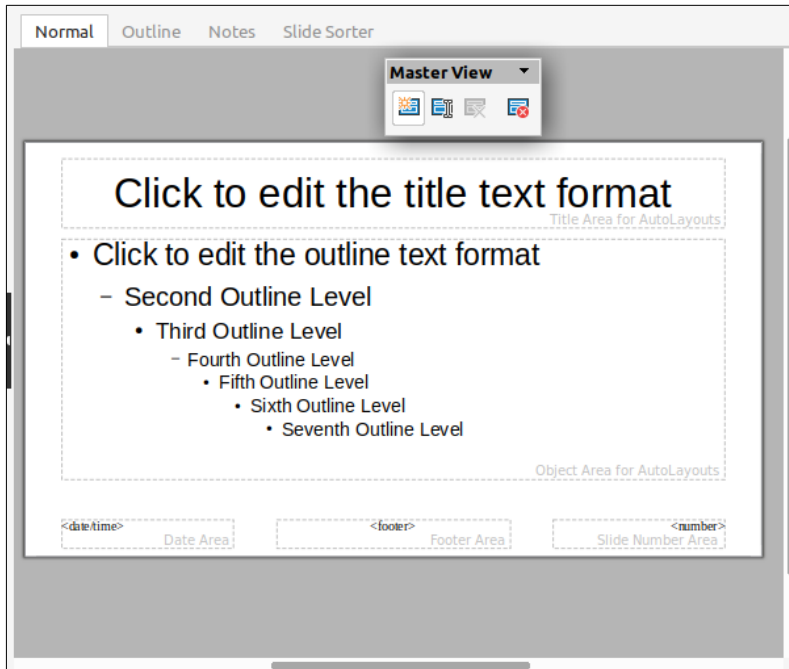 Normal Outline Notes Slide Sorter
Master View
Click to edit the title text format
Title Area for AutoLayouts
• Click to edit the outline text format
– Second Outline Level
• Third Outline Level
– Fourth Outline Level
• Fifth Outline Level
• Sixth Outline Level
• Seventh Outline Level
Object Area for AutoLayouts
<date/time> <footer> <number>
Date Area Footer Area Slide Number Area